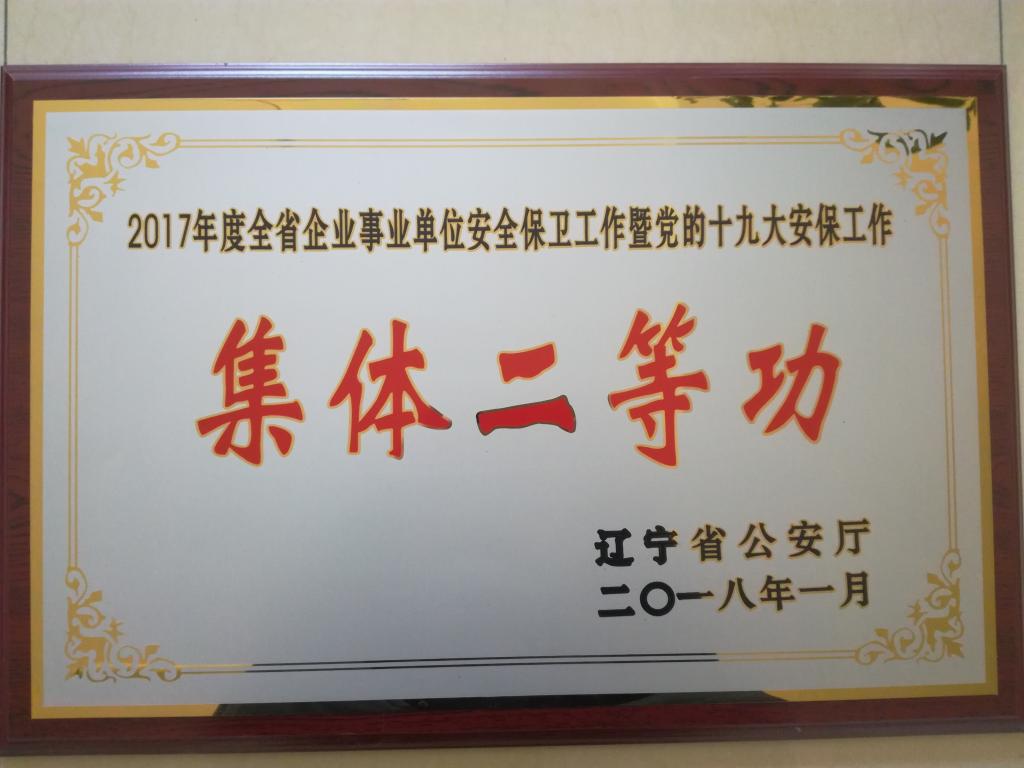 2017年度全省企业事业单位安全保卫工作暨党的十九大安保工作
集体二等功
辽宁省公安厅
二〇一八年一月